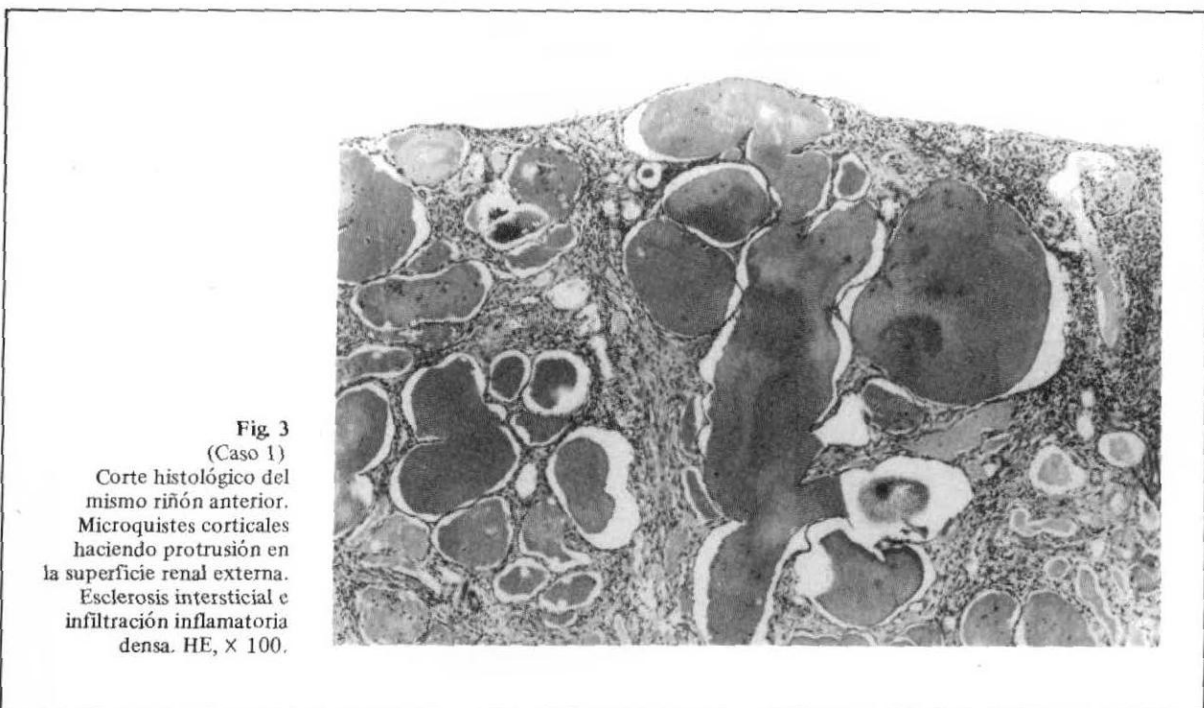 Fig. 3
(Caso 1)
Corte histológico del
mismo riñón anterior.
Microquistes corticales
haciendo protrusión en
la superficie renal externa.
Esclerosis intersticial e
infiltración inflamatoria
densa. HE, × 100.